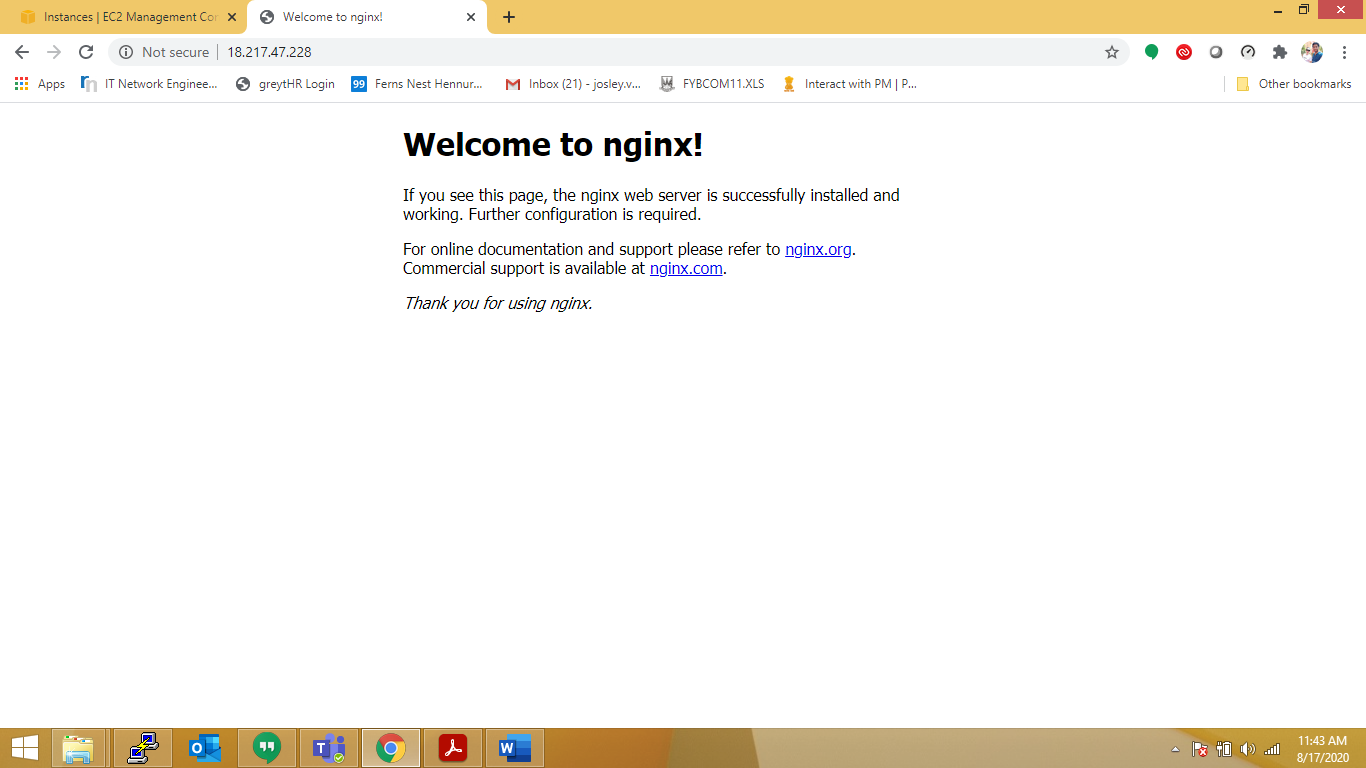 Instances | EC2 Management Con
Welcome to nginx!
Not secure
18.217.47.228
Apps
IT Network Enginee...
greytHR Login
99
Ferns Nest Hennur...
Inbox (21) - josley.v...
FYBCOM11.XLS
Interact with PM | P...
Other bookmarks
Welcome to nginx!
If you see this page, the nginx web server is successfully installed and
working. Further configuration is required.
For online documentation and support please refer to nginx.org.
Commercial support is available at nginx.com.
Thank you for using nginx.
11:43 AM
8/17/2020